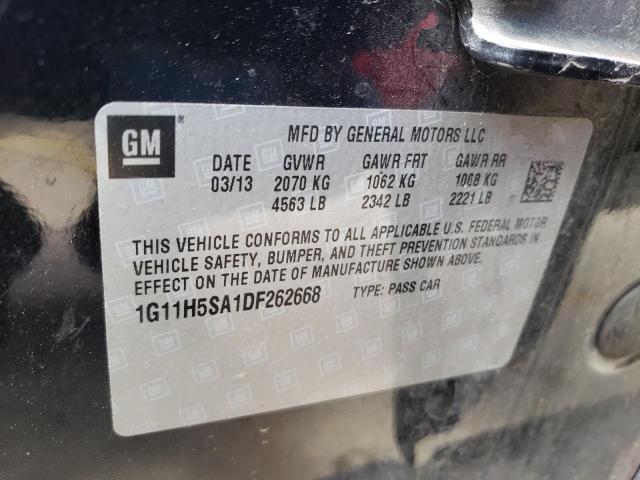 GM ®
MFD BY GENERAL MOTORS LLC
DATE GVWR GAWR FRT GAWR RR
03/13 2070 KG 1062 KG 1008 KG
4563 LB 2342 LB 2221 LB
THIS VEHICLE CONFORMS TO ALL APPLICABLE U.S. FEDERAL MOTOR
VEHICLE SAFETY, BUMPER, AND THEFT PREVENTION STANDARDS IN
EFFECT ON THE DATE OF MANUFACTURE SHOWN ABOVE.
1G11H5SA1DF262668 TYPE: PASS CAR